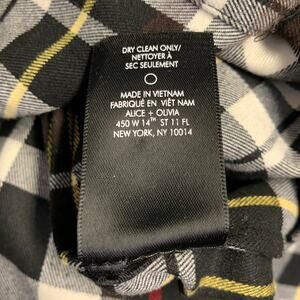 DRY CLEAN ONLY/
NETTOYER À
SEC SEULEMENT
MADE IN VIETNAM
FABRIQUÉ EN VIÊT NAM
ALICE + OLIVIA
450 W 14TH ST 11 FL
NEW YORK, NY 10014